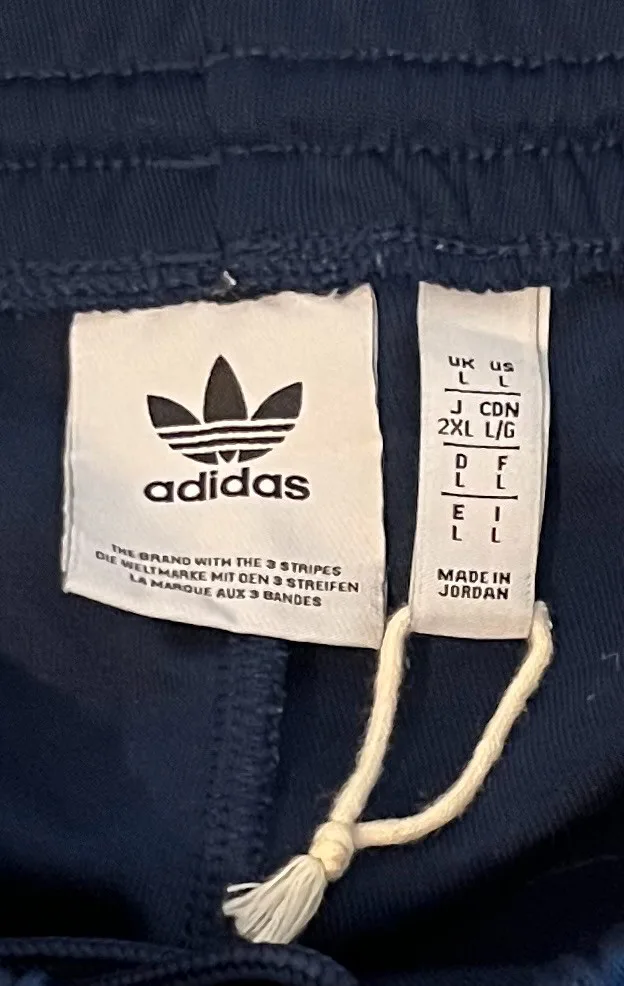 adidas
THE BRAND WITH THE 3 STRIPES
DIE WELTMARKE MIT DEN 3 STREIFEN
LA MARQUE AUX 3 BANDES
UK US
L L
J CDN
2XL L/G
D F
L L
E I
L L
MADE IN
JORDAN